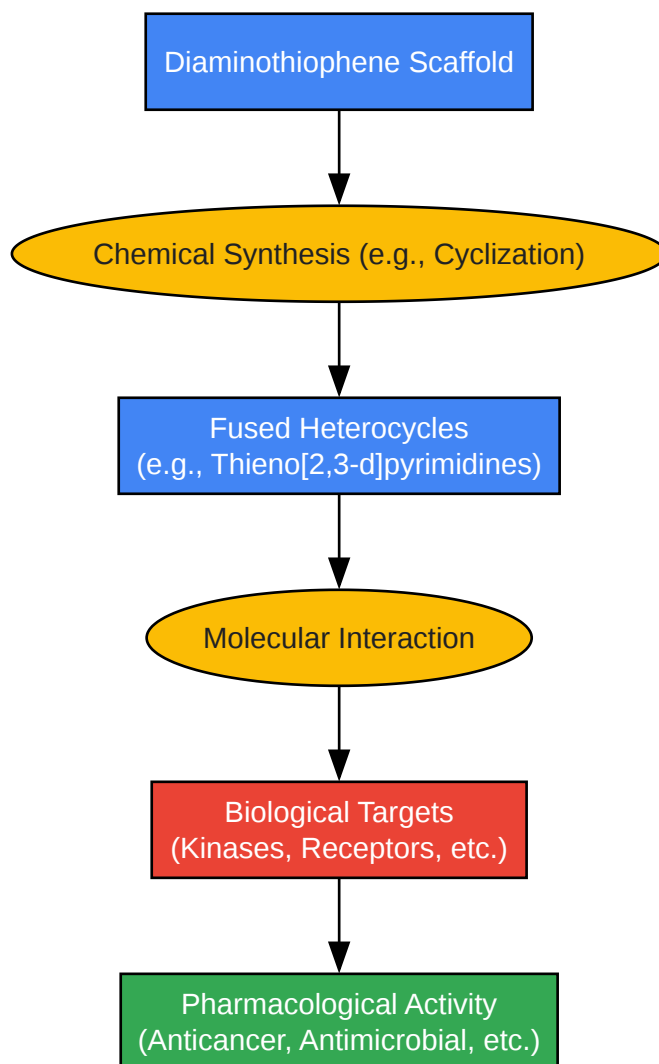 Diaminothiophene Scaffold
Chemical Synthesis (e.g., Cyclization)
Fused Heterocycles
(e.g., Thieno[2,3-d]pyrimidines)
Molecular Interaction
Biological Targets
(Kinases, Receptors, etc.)
Pharmacological Activity
(Anticancer, Antimicrobial, etc.)